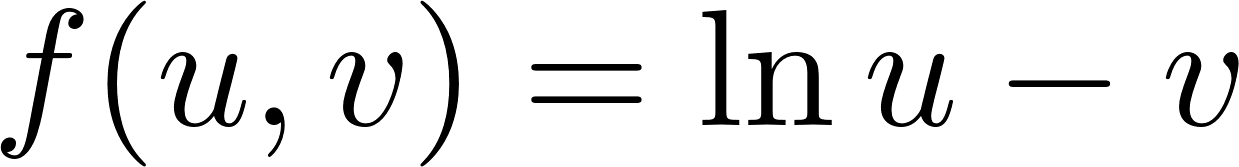 f(u, v) = ln u − v